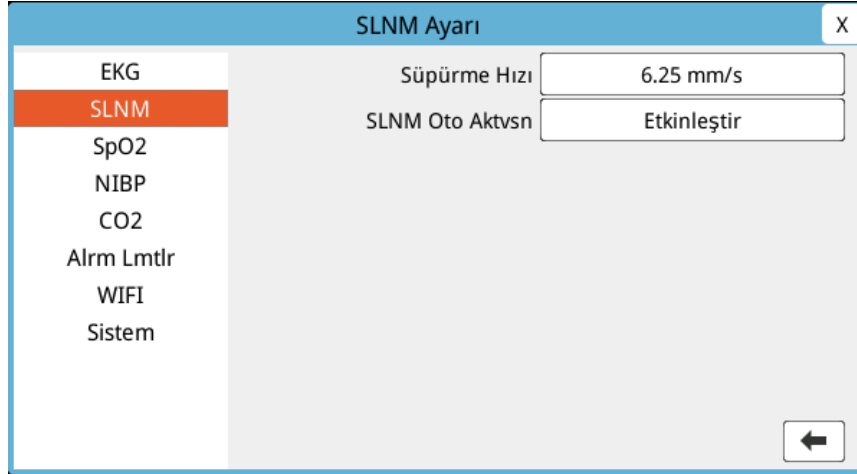 SLNM Ayarı
X
EKG
SLNM
SpO2
NIBP
CO2
Alrm Lmtlr
WIFI
Sistem
Süpürme Hızı 6.25 mm/s
SLNM Oto Aktvsn Etkinleştir